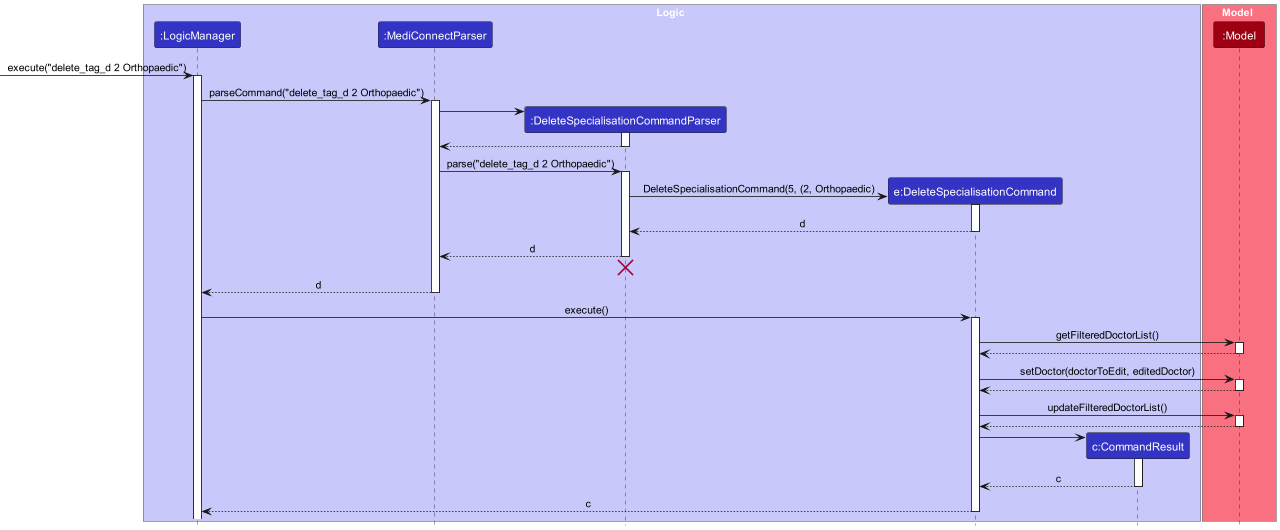 Logic
Model
:LogicManager
:MediConnectParser
:Model
execute("delete_tag_d 2 Orthopaedic")
parseCommand("delete_tag_d 2 Orthopaedic")
:DeleteSpecialisationCommandParser
parse("delete_tag_d 2 Orthopaedic")
DeleteSpecialisationCommand(5, (2, Orthopaedic)
e:DeleteSpecialisationCommand
d
d
d
execute()
getFilteredDoctorList()
setDoctor(doctorToEdit, editedDoctor)
updateFilteredDoctorList()
c:CommandResult
c
c